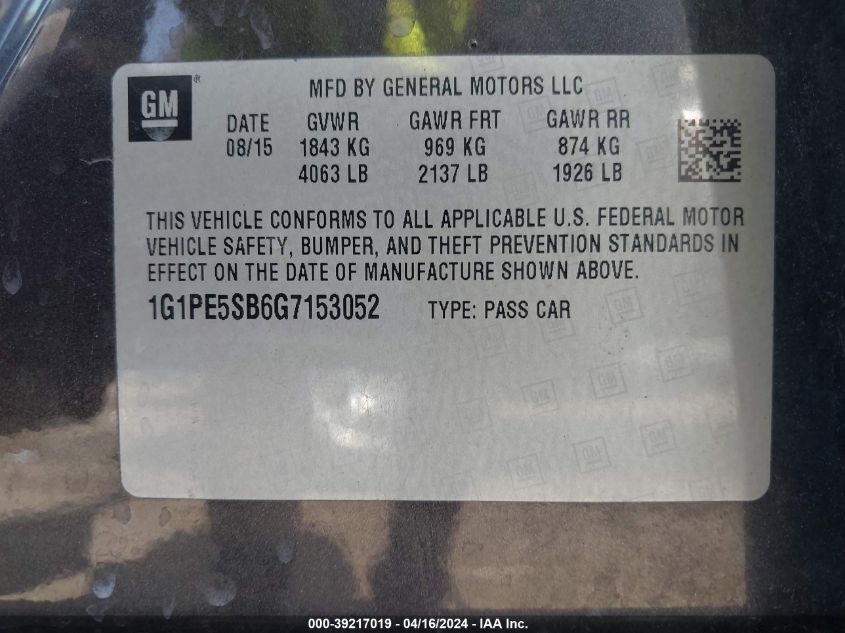 GM
MFD BY GENERAL MOTORS LLC
DATE GVWR GAWR FRT GAWR RR
08/15 1843 KG 969 KG 874 KG
4063 LB 2137 LB 1926 LB
THIS VEHICLE CONFORMS TO ALL APPLICABLE U.S. FEDERAL MOTOR
VEHICLE SAFETY, BUMPER, AND THEFT PREVENTION STANDARDS IN
EFFECT ON THE DATE OF MANUFACTURE SHOWN ABOVE.
1G1PE5SB6G7153052 TYPE: PASS CAR
000-39217019 - 04/16/2024 - IAA Inc.